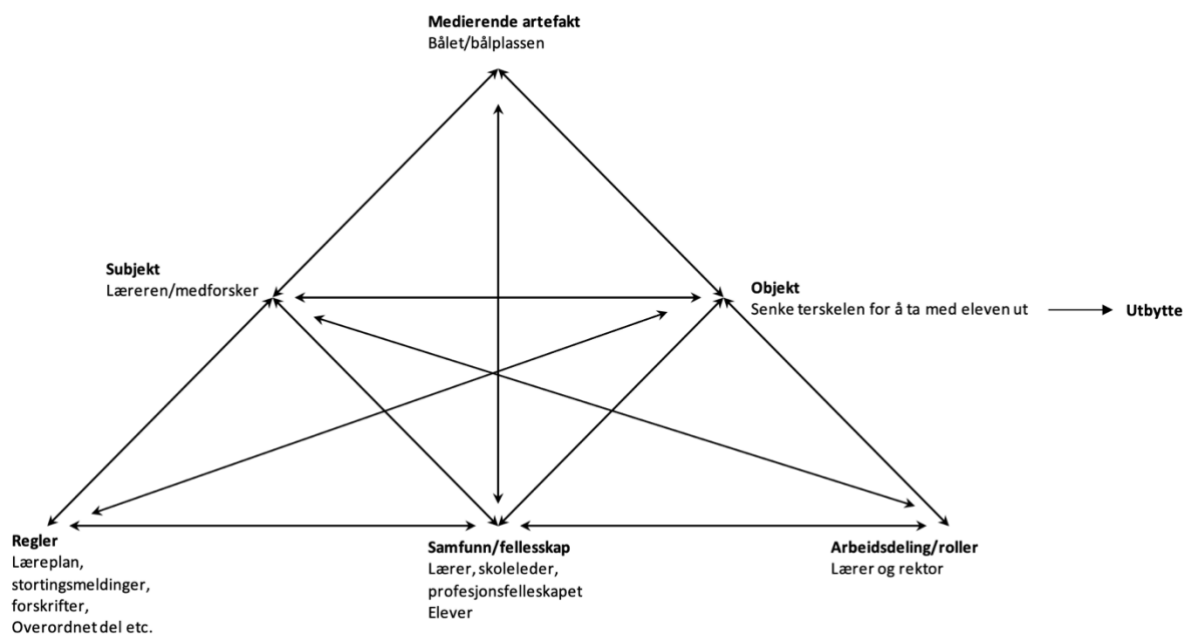 Medierende artefakt
Bålet/bålplassen
Subjekt
Læreren/medforsker
Objekt
Senke terskelen for å ta med eleven ut
Utbytte
Regler
Læreplan,
stortingsmeldinger,
forskrifter,
Overordnet del etc.
Samfunn/fellesskap
Lærer, skoleleder,
profesjonsfelleskapet
Elever
Arbeidsdeling/roller
Lærer og rektor